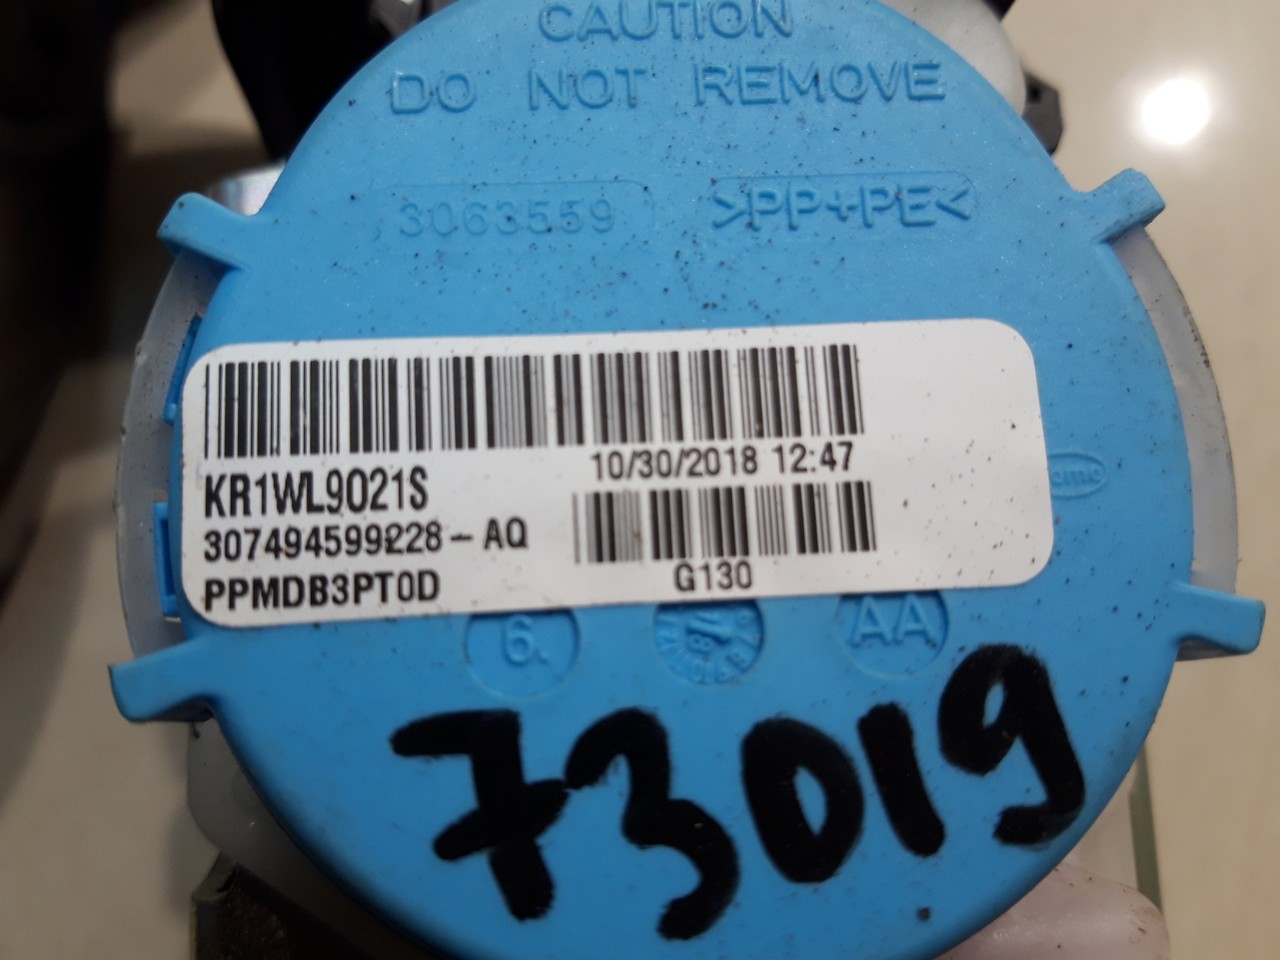 CAUTION
DO NOT REMOVE
3063559 >PP+PE<
10/30/2018 12:47
KR1WL9021S
307494599228-AQ
PPMDB3PT0D
G130
6. AA
73019